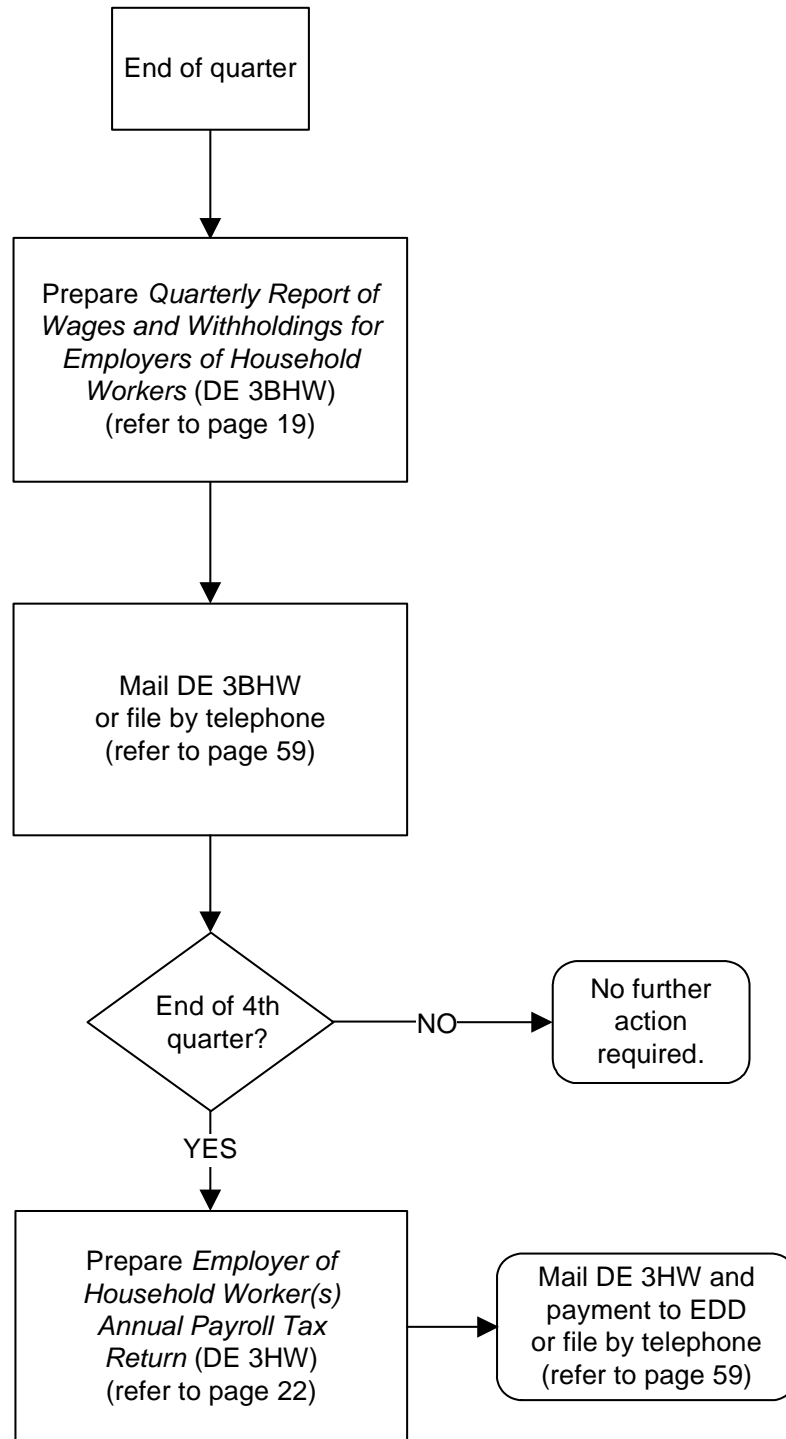 End of quarter
Prepare Quarterly Report of
Wages and Withholdings for
Employers of Household
Workers (DE 3BHW)
(refer to page 19)
Mail DE 3BHW
or file by telephone
(refer to page 59)
End of 4th
quarter?
NO
No further
action
required.
YES
Prepare Employer of
Household Worker(s)
Annual Payroll Tax
Return (DE 3HW)
(refer to page 22)
Mail DE 3HW and
payment to EDD
or file by telephone
(refer to page 59)